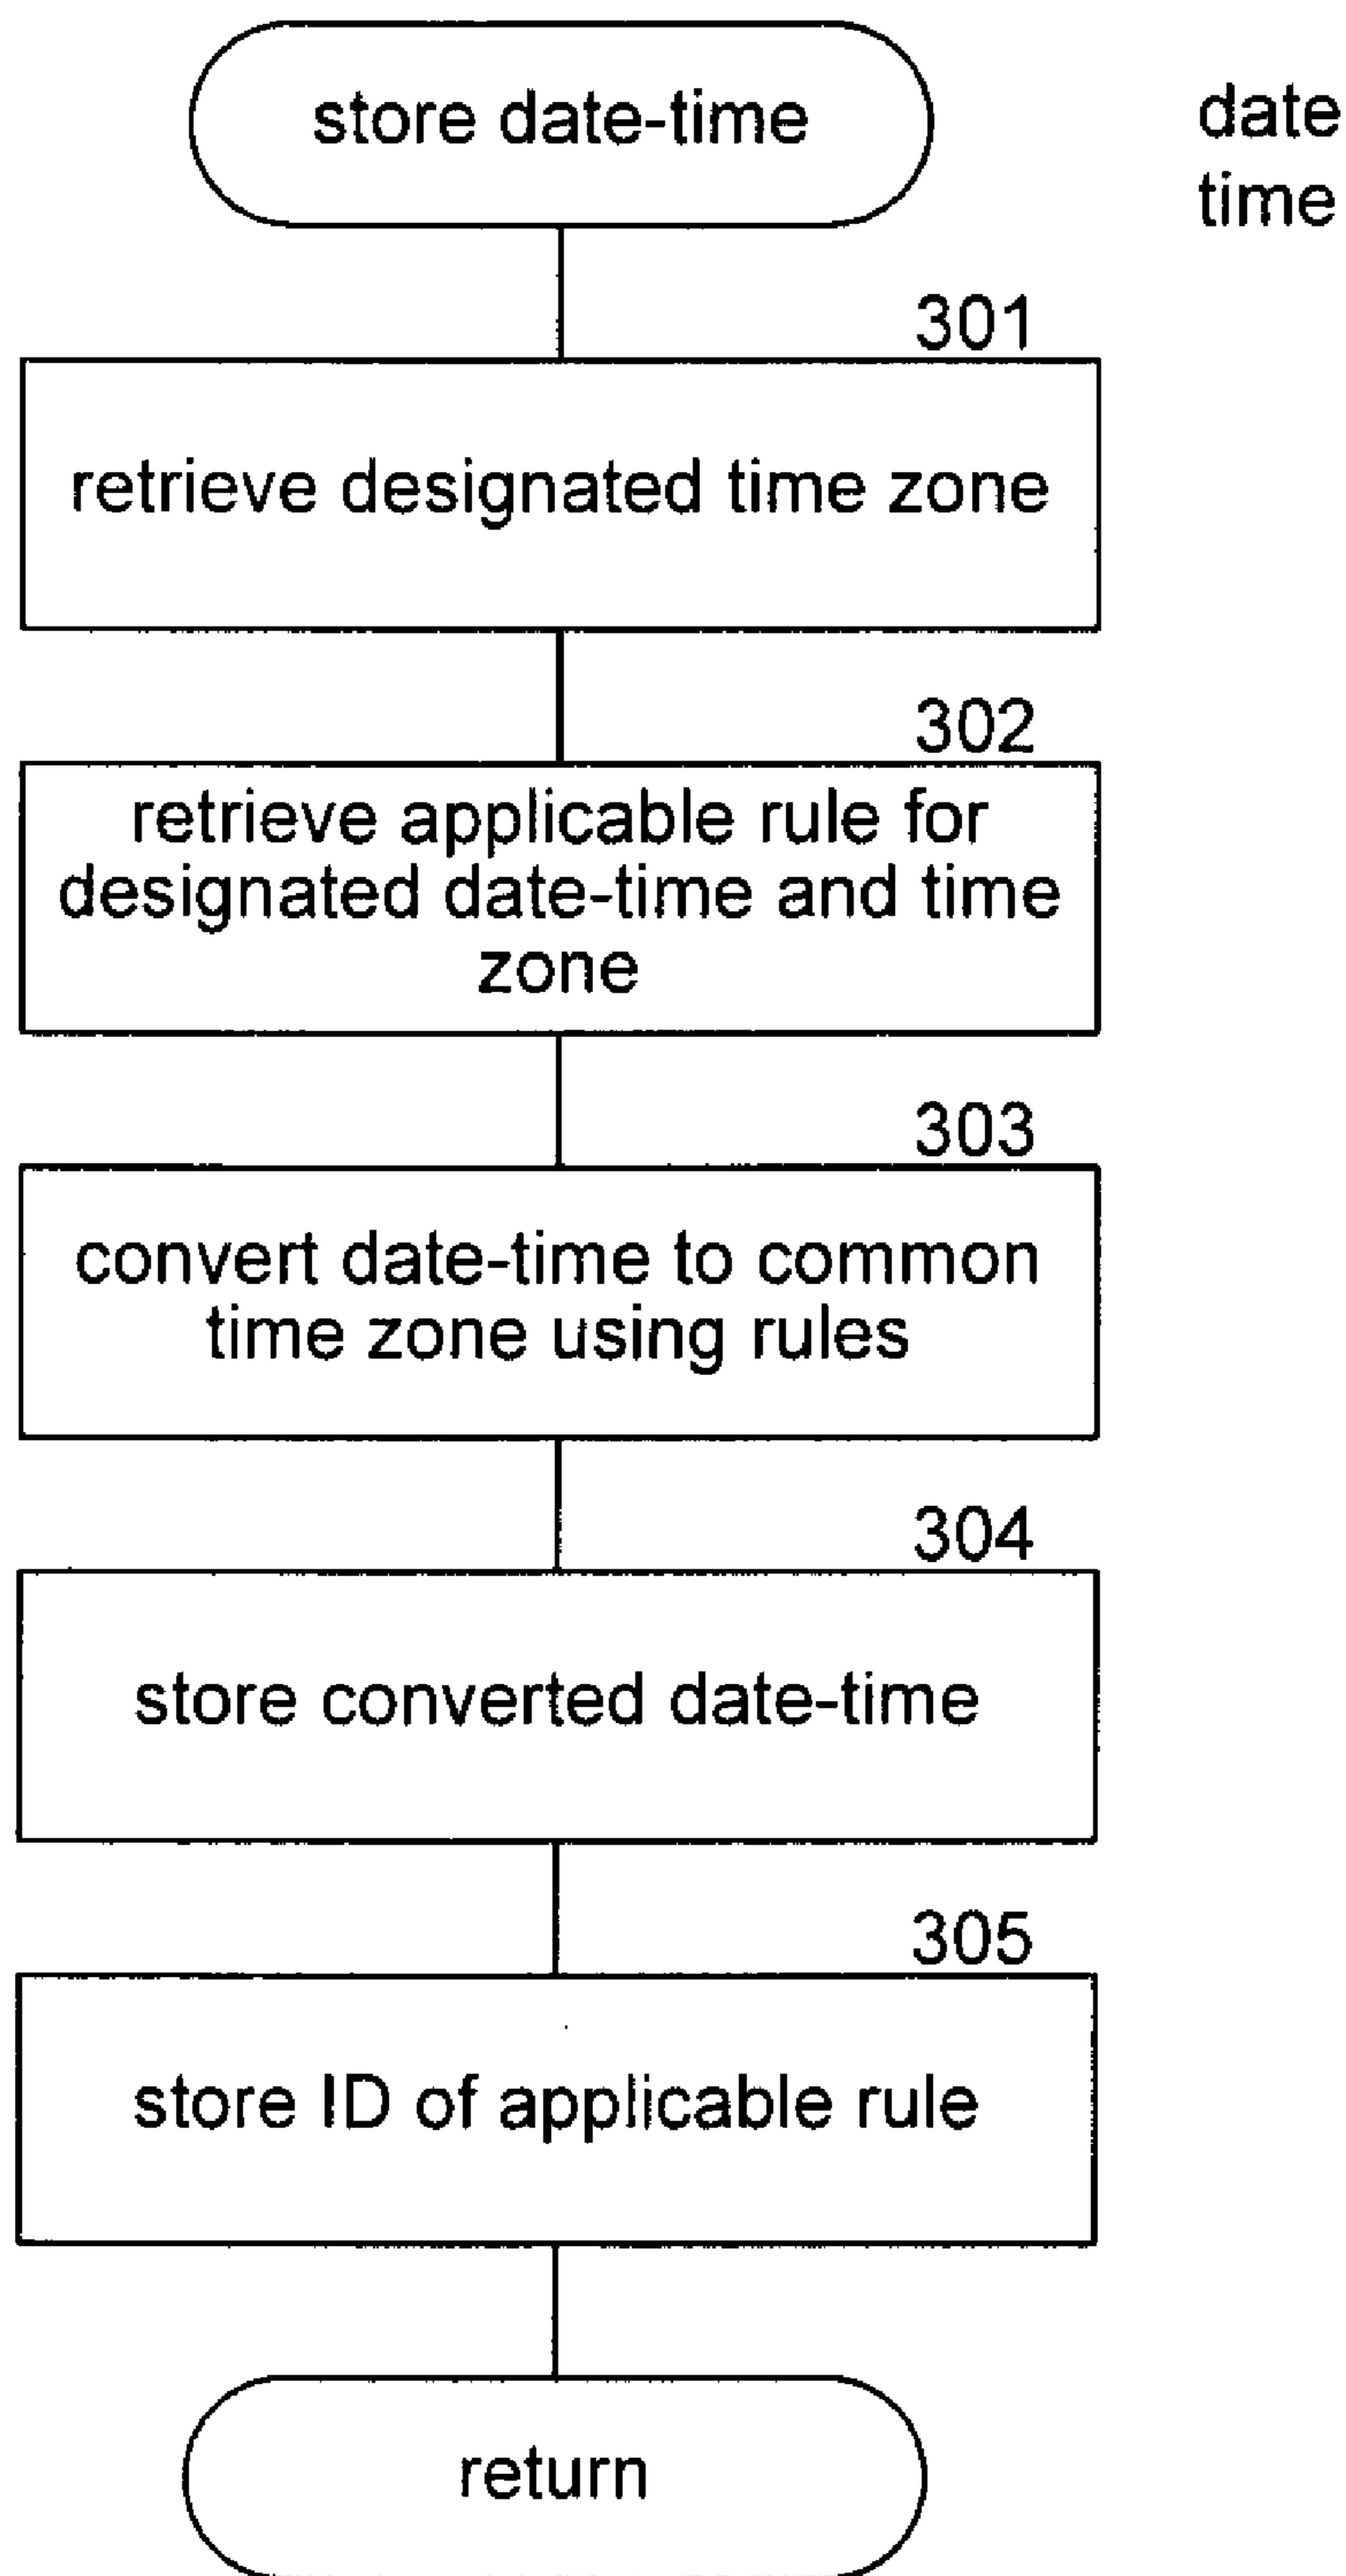 store date-time
date
time
301
retrieve designated time zone
302
retrieve applicable rule for
designated date-time and time
zone
303
convert date-time to common
time zone using rules
304
store converted date-time
305
store ID of applicable rule
return